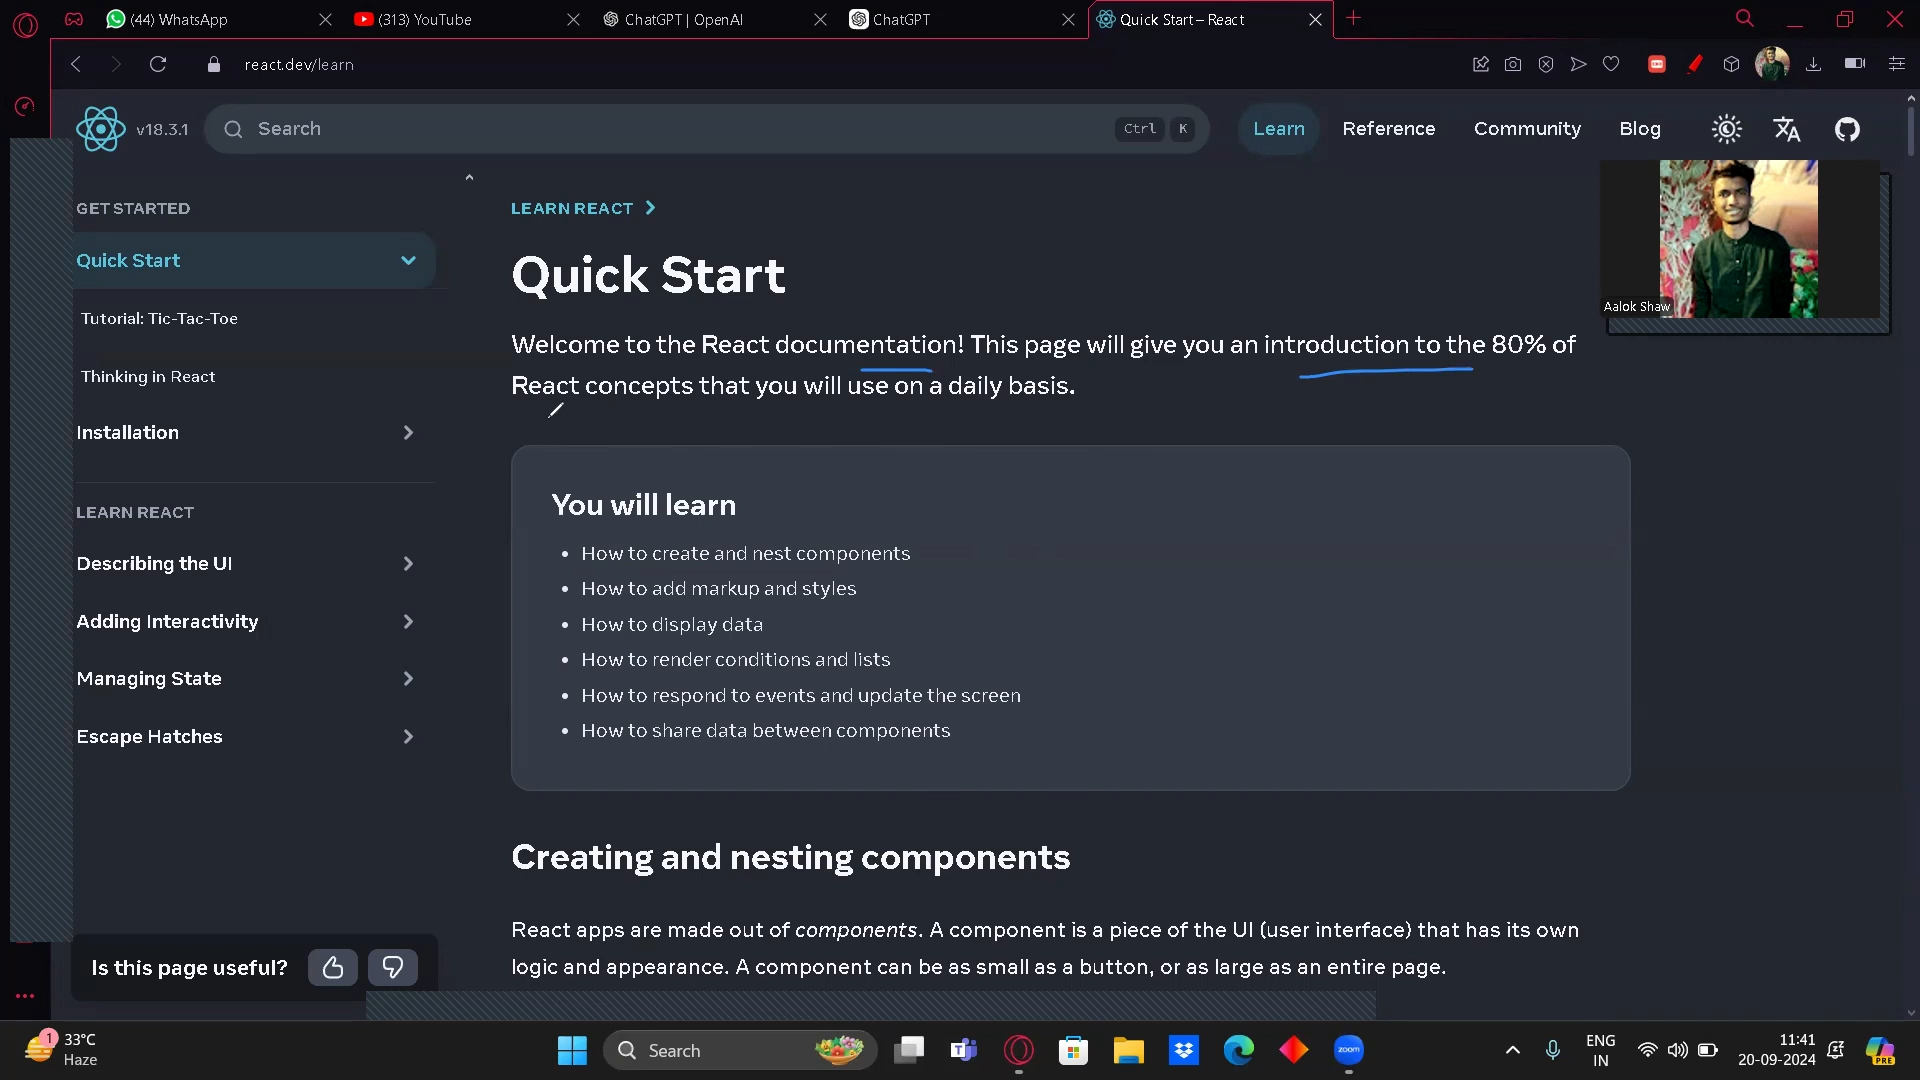 (44) WhatsApp
(313) YouTube
ChatGPT | OpenAI
ChatGPT
Quick Start – React
react.dev/learn
v18.3.1
Search
Ctrl K
Learn
Reference
Community
Blog
GET STARTED
Quick Start
Tutorial: Tic-Tac-Toe
Thinking in React
Installation
LEARN REACT
Describing the UI
Adding Interactivity
Managing State
Escape Hatches
Is this page useful?
LEARN REACT
Quick Start
Welcome to the React documentation! This page will give you an introduction to the 80% of
React concepts that you will use on a daily basis.
You will learn
• How to create and nest components
• How to add markup and styles
• How to display data
• How to render conditions and lists
• How to respond to events and update the screen
• How to share data between components
Creating and nesting components
React apps are made out of components. A component is a piece of the UI (user interface) that has its own
logic and appearance. A component can be as small as a button, or as large as an entire page.
Aalok Shaw
1
33°C
Haze
Search
zoom
ENG
IN
11:41
20-09-2024
PRE